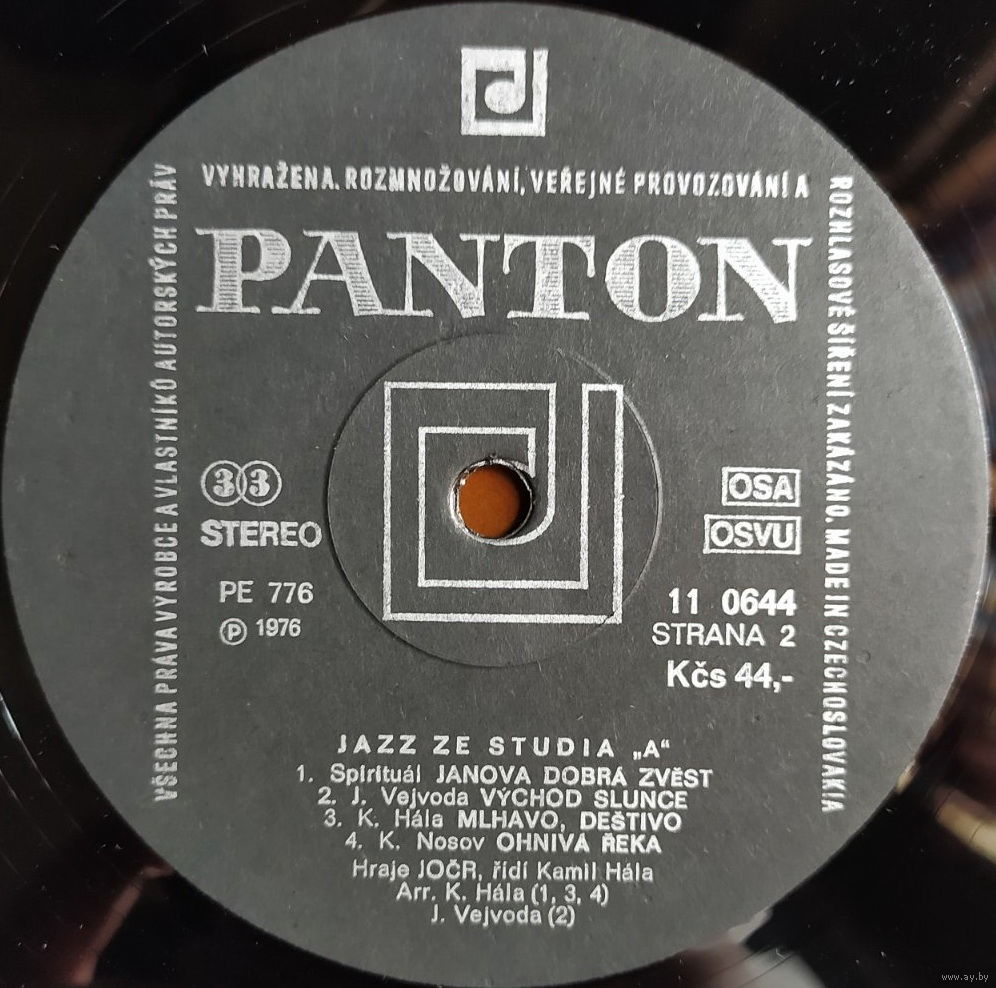 VŠECHNA PRÁVA VÝROBCE A VLASTNÍKŮ AUTORSKÝCH PRÁV
VYHRAŽENA. ROZMNOŽOVÁNÍ, VEŘEJNÉ PROVOZOVÁNÍ A
ROZHLASOVÉ ŠÍŘENÍ ZAKÁZÁNO. MADE IN CZECHOSLOVAKIA
PANTON
33
STEREO
PE 776
Ⓟ 1976
OSA
OSVU
11 0644
STRANA 2
Kčs 44,-
JAZZ ZE STUDIA „A“
1. Spirituál JANOVA DOBRÁ ZVĚST
2. J. Vejvoda VÝCHOD SLUNCE
3. K. Hála MLHAVO, DEŠTIVO
4. K. Nosov OHNIVÁ ŘEKA
Hraje JOČR, řídí Kamil Hála
Arr. K. Hála (1, 3, 4)
J. Vejvoda (2)
www.ay.by